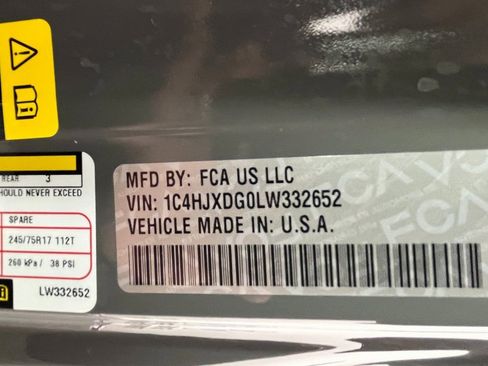 REAR 3
SHOULD NEVER EXCEED
SPARE
245/75R17 112T
260 kPa / 38 PSI
LW332652
MFD BY: FCA US LLC
VIN: 1C4HJXDG0LW332652
VEHICLE MADE IN: U.S.A.